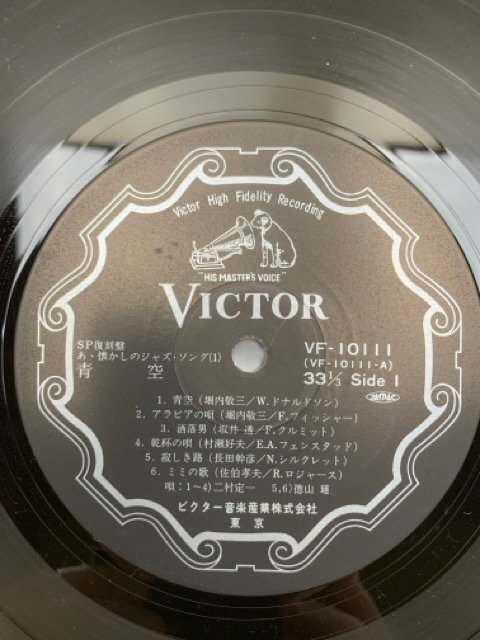 Victor High Fidelity Recording
"HIS MASTER'S VOICE"
VICTOR
SP復刻盤
あゝ懐かしのジャズ・ソング(1)
青空
VF-10111
(VF-10111-A)
33⅓ Side 1
JASRAC
1. 青空(堀内敬三/W.ドナルドソン)
2. アラビアの唄(堀内敬三/F.フィッシャー)
3. 洒落男(坂井 透/F.クルミット)
4. 乾杯の唄(村瀬好夫/E.A.フェンスタッド)
5. 寂しき路(長田幹彦/N.シルクレット)
6. ミミの歌(佐伯孝夫/R.ロジャース)
唄:1~4)二村定一 5.6)徳山 璉
ビクター音楽産業株式会社
東京